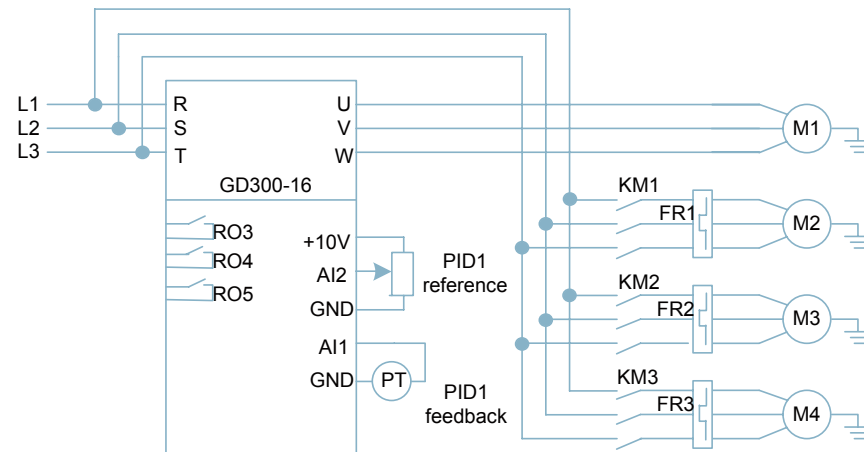 L1
L2
L3
R
S
T
U
V
W
GD300-16
M1
KM1
FR1
M2
RO3
RO4
RO5
+10V
AI2
GND
PID1
reference
KM2
FR2
M3
AI1
GND
PT
PID1
feedback
KM3
FR3
M4